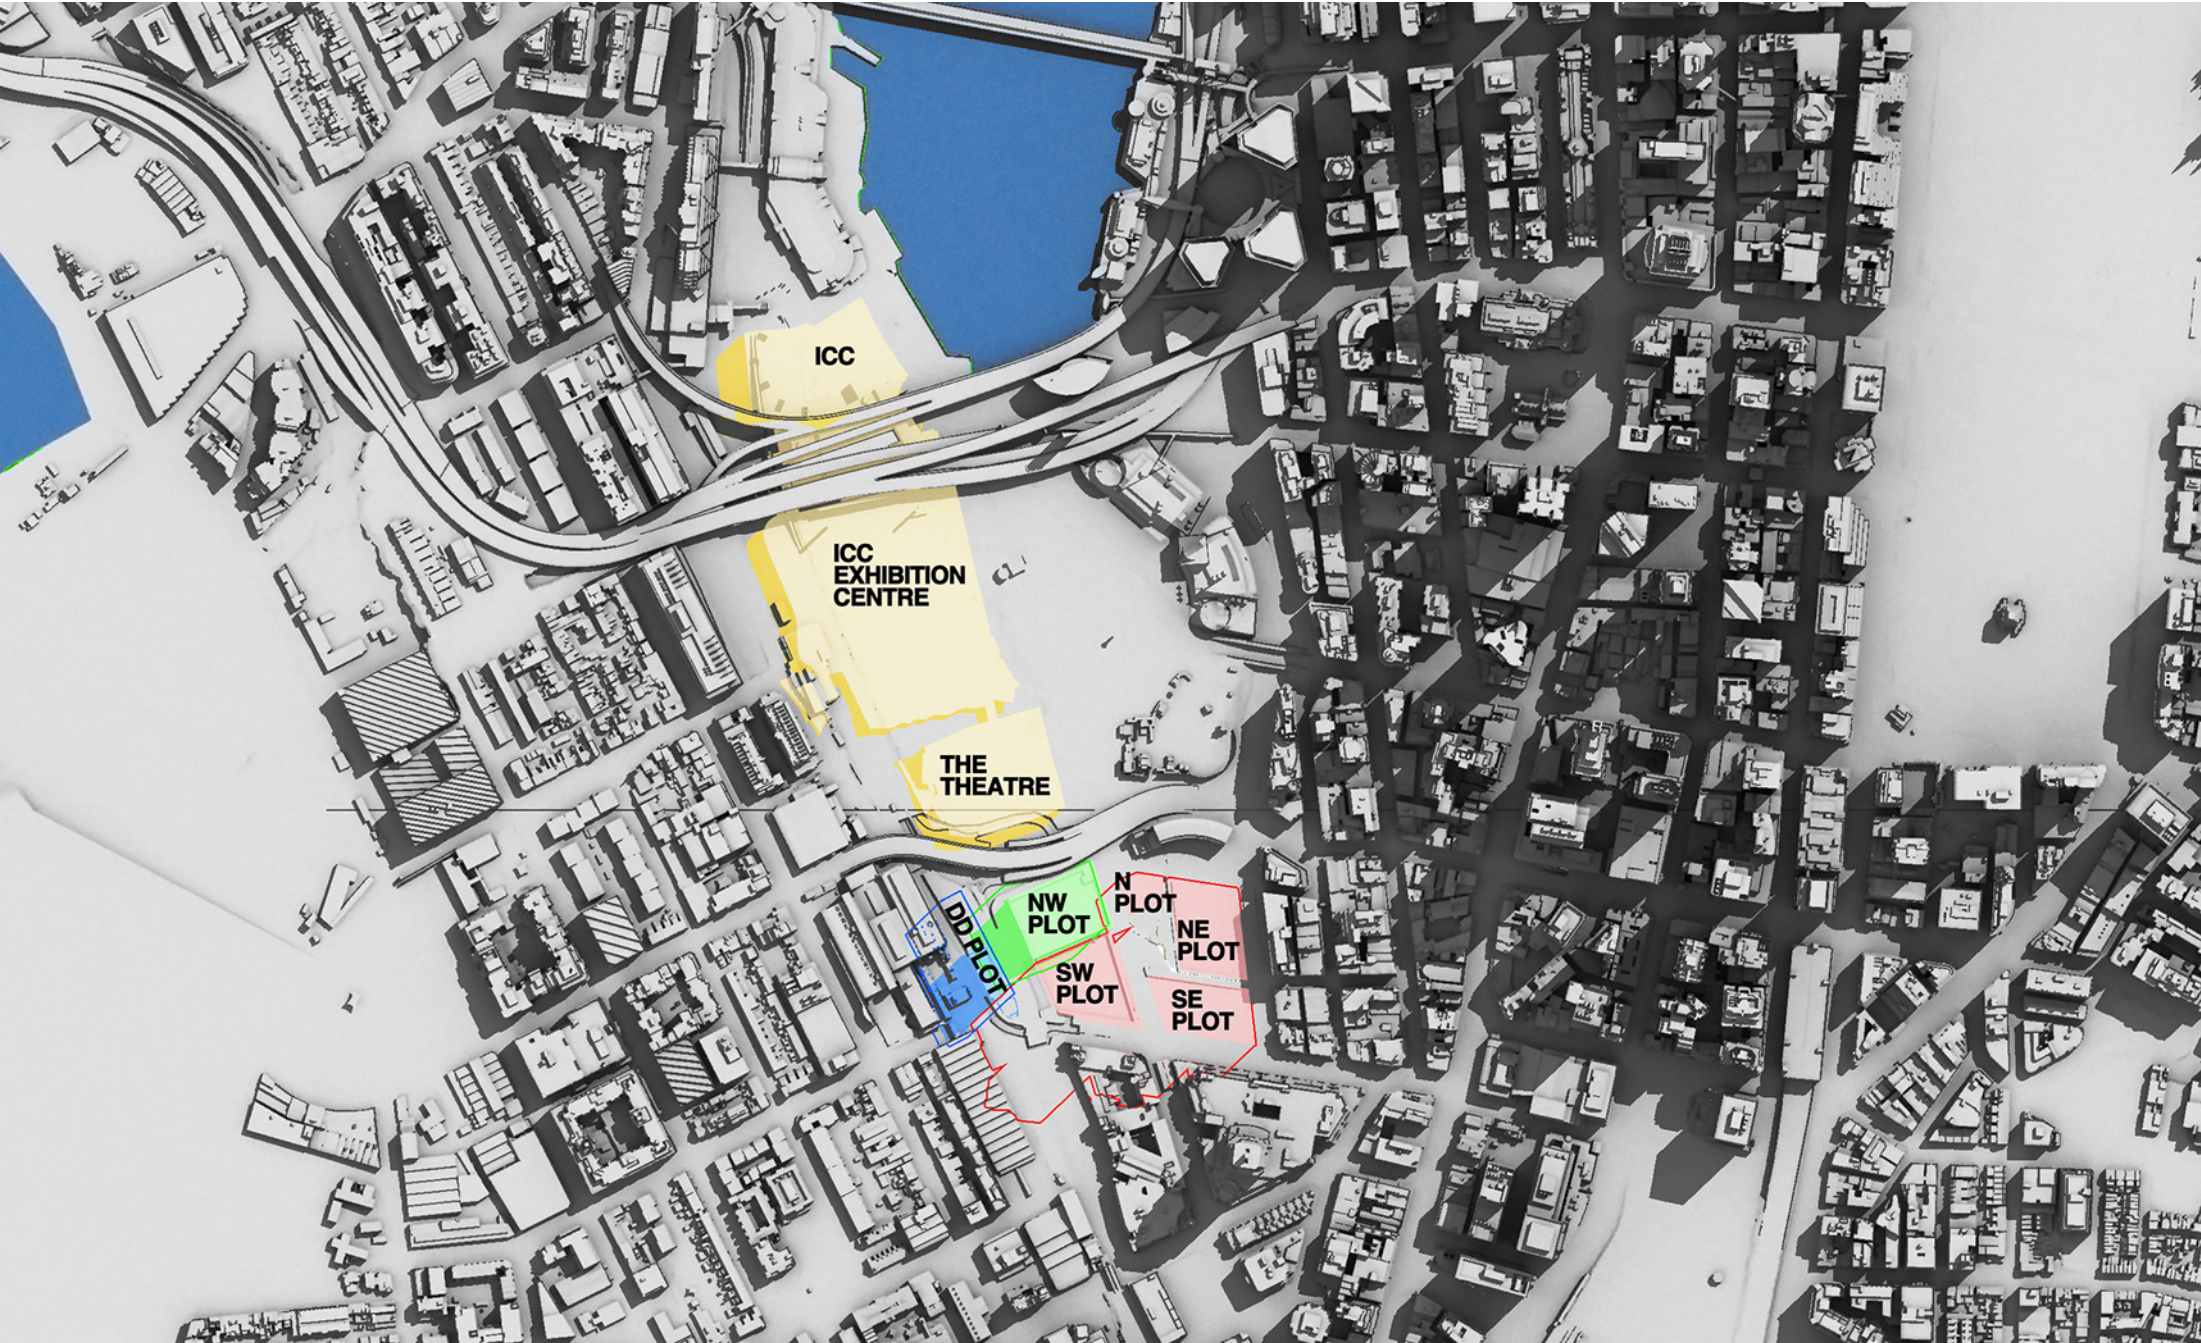 ICC
ICC
EXHIBITION
CENTRE
THE
THEATRE
N
PLOT
NW
PLOT
DD PLOT
NE
PLOT
SW
PLOT
SE
PLOT